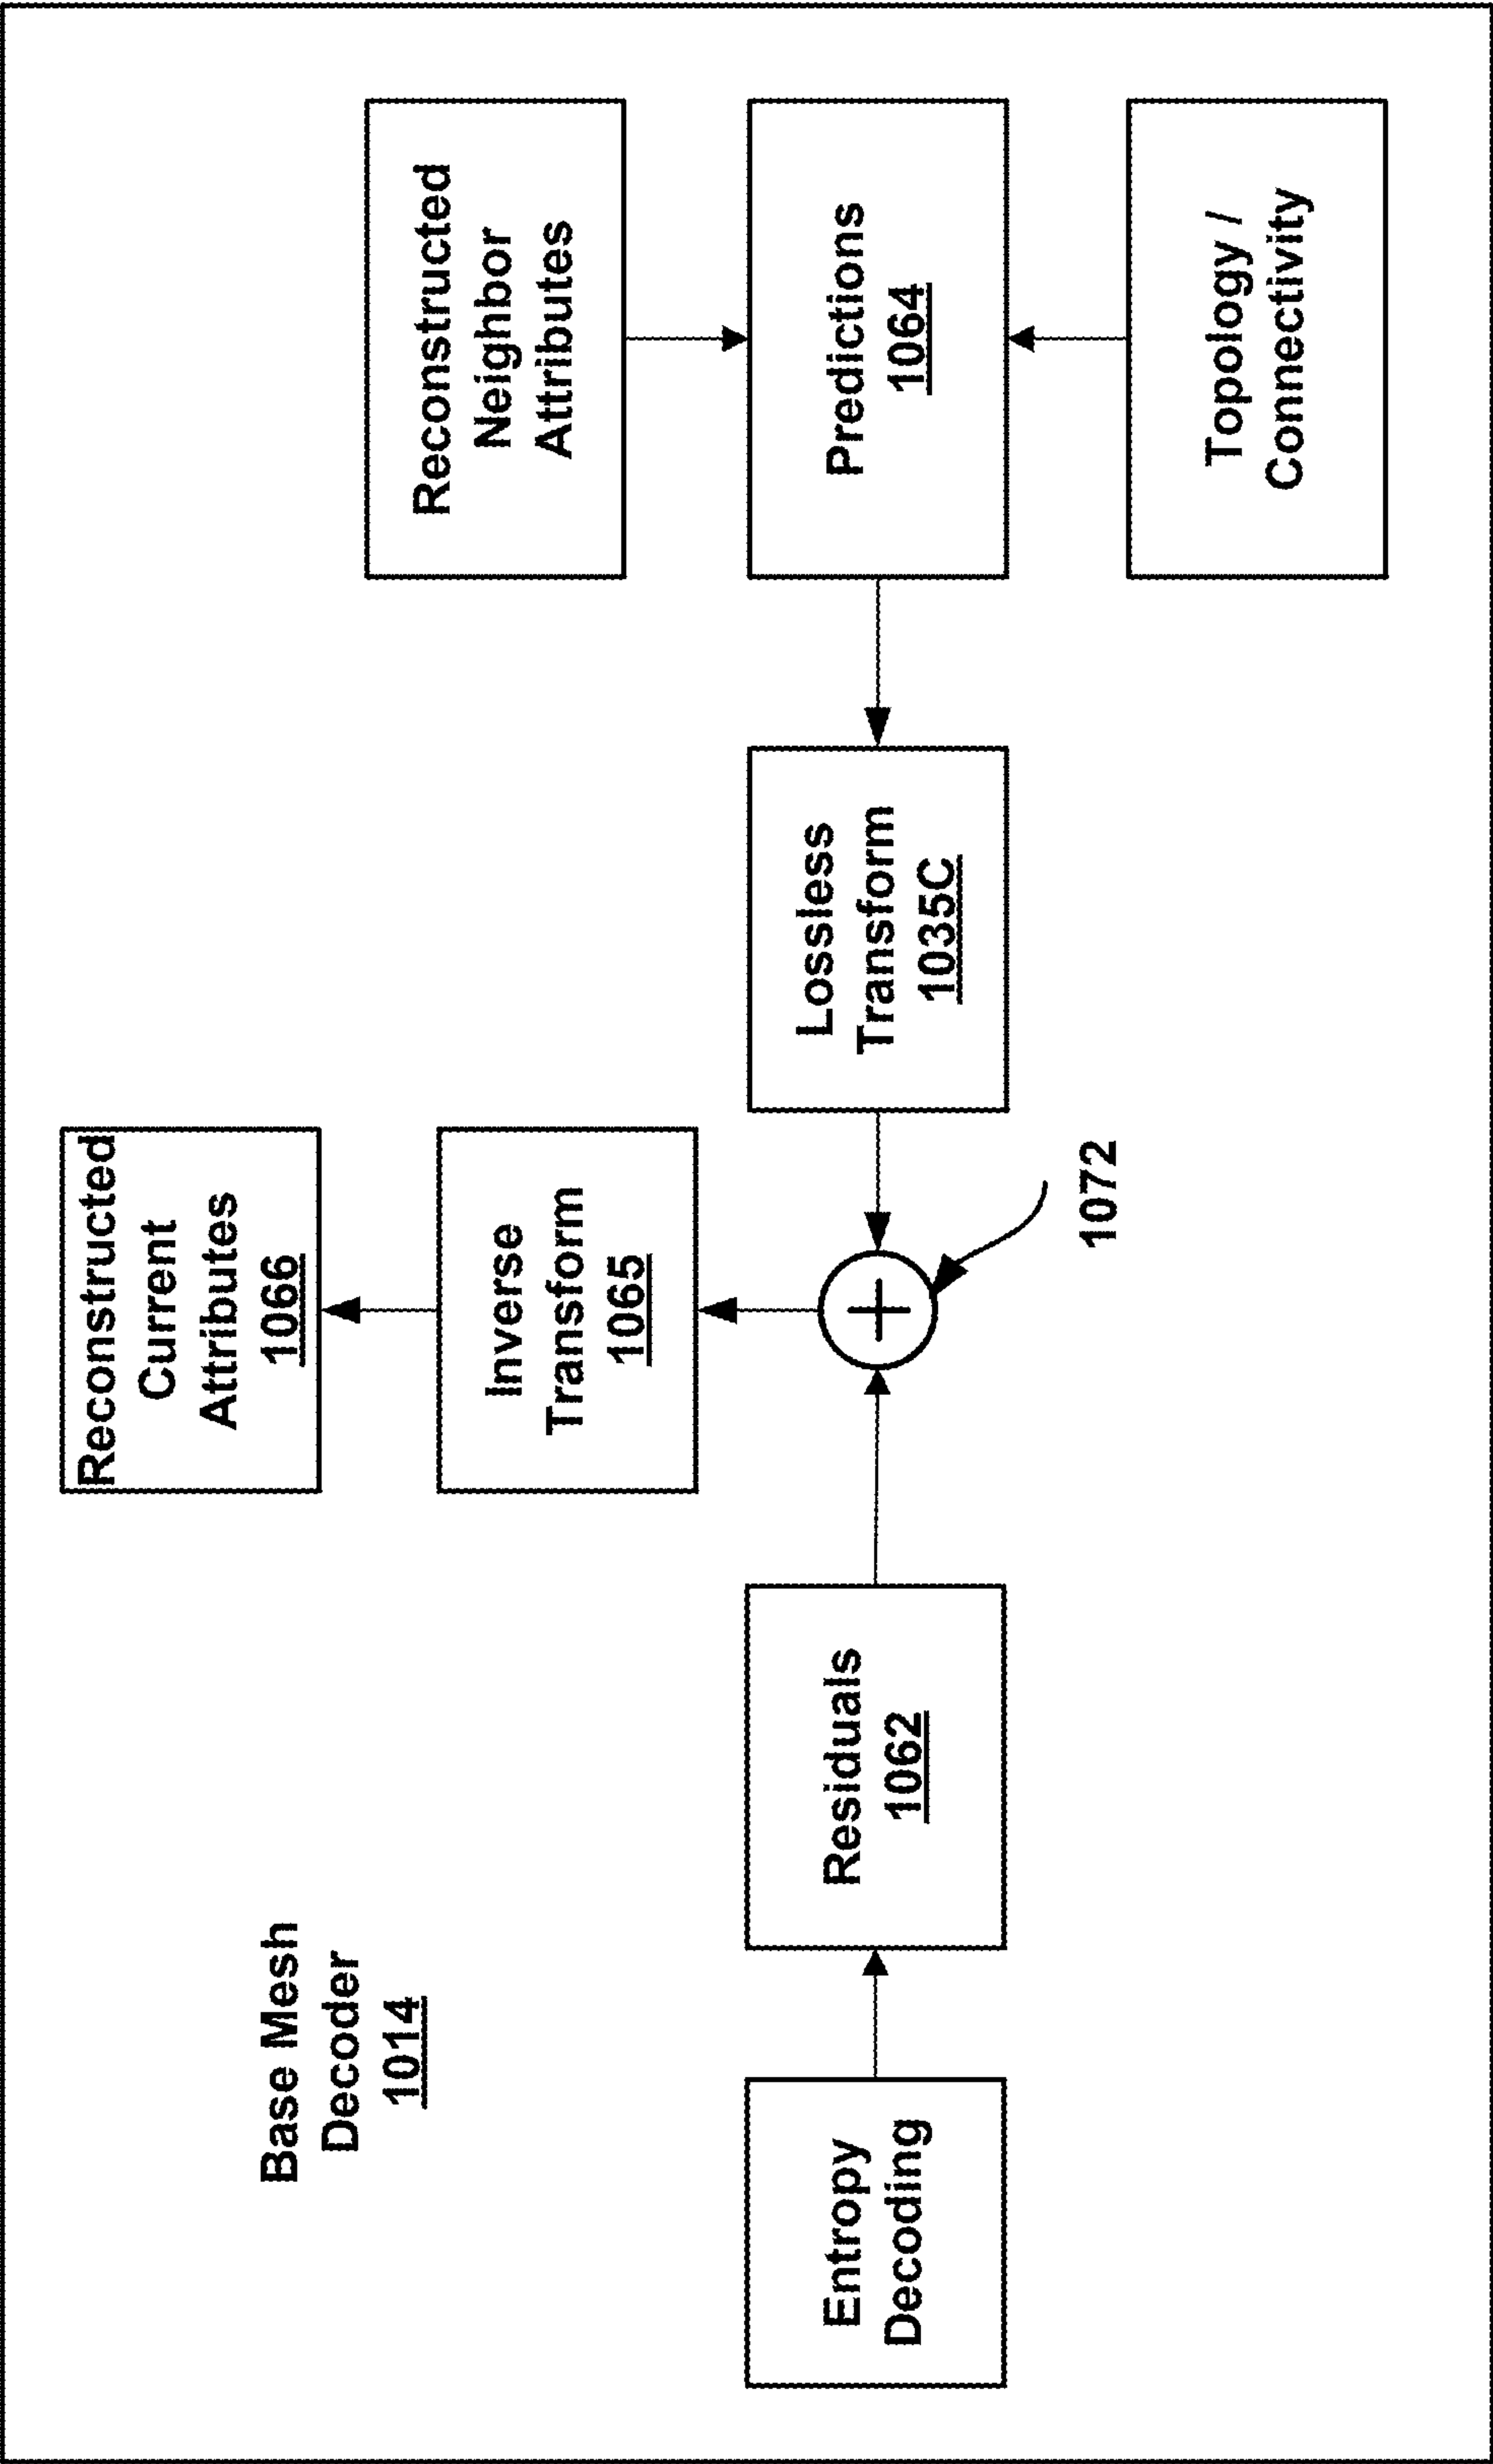 Base Mesh
Decoder
1014
Reconstructed
Current
Attributes
1066
Inverse
Transform
1065
Reconstructed
Neighbor
Attributes
Entropy
Decoding
Residuals
1062
1072
Lossless
Transform
1035C
Predictions
1064
Topology /
Connectivity